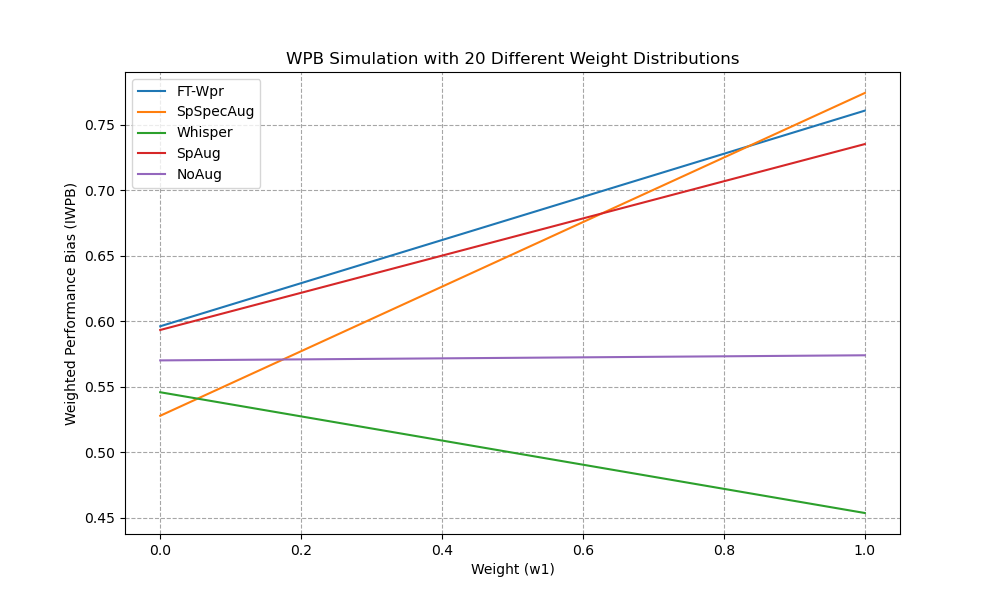 WPB Simulation with 20 Different Weight Distributions
FT-Wpr
SpSpecAug
Whisper
SpAug
NoAug
Weighted Performance Bias (IWPB)
0.75
0.70
0.65
0.60
0.55
0.50
0.45
0.0 0.2 0.4 0.6 0.8 1.0
Weight (w1)